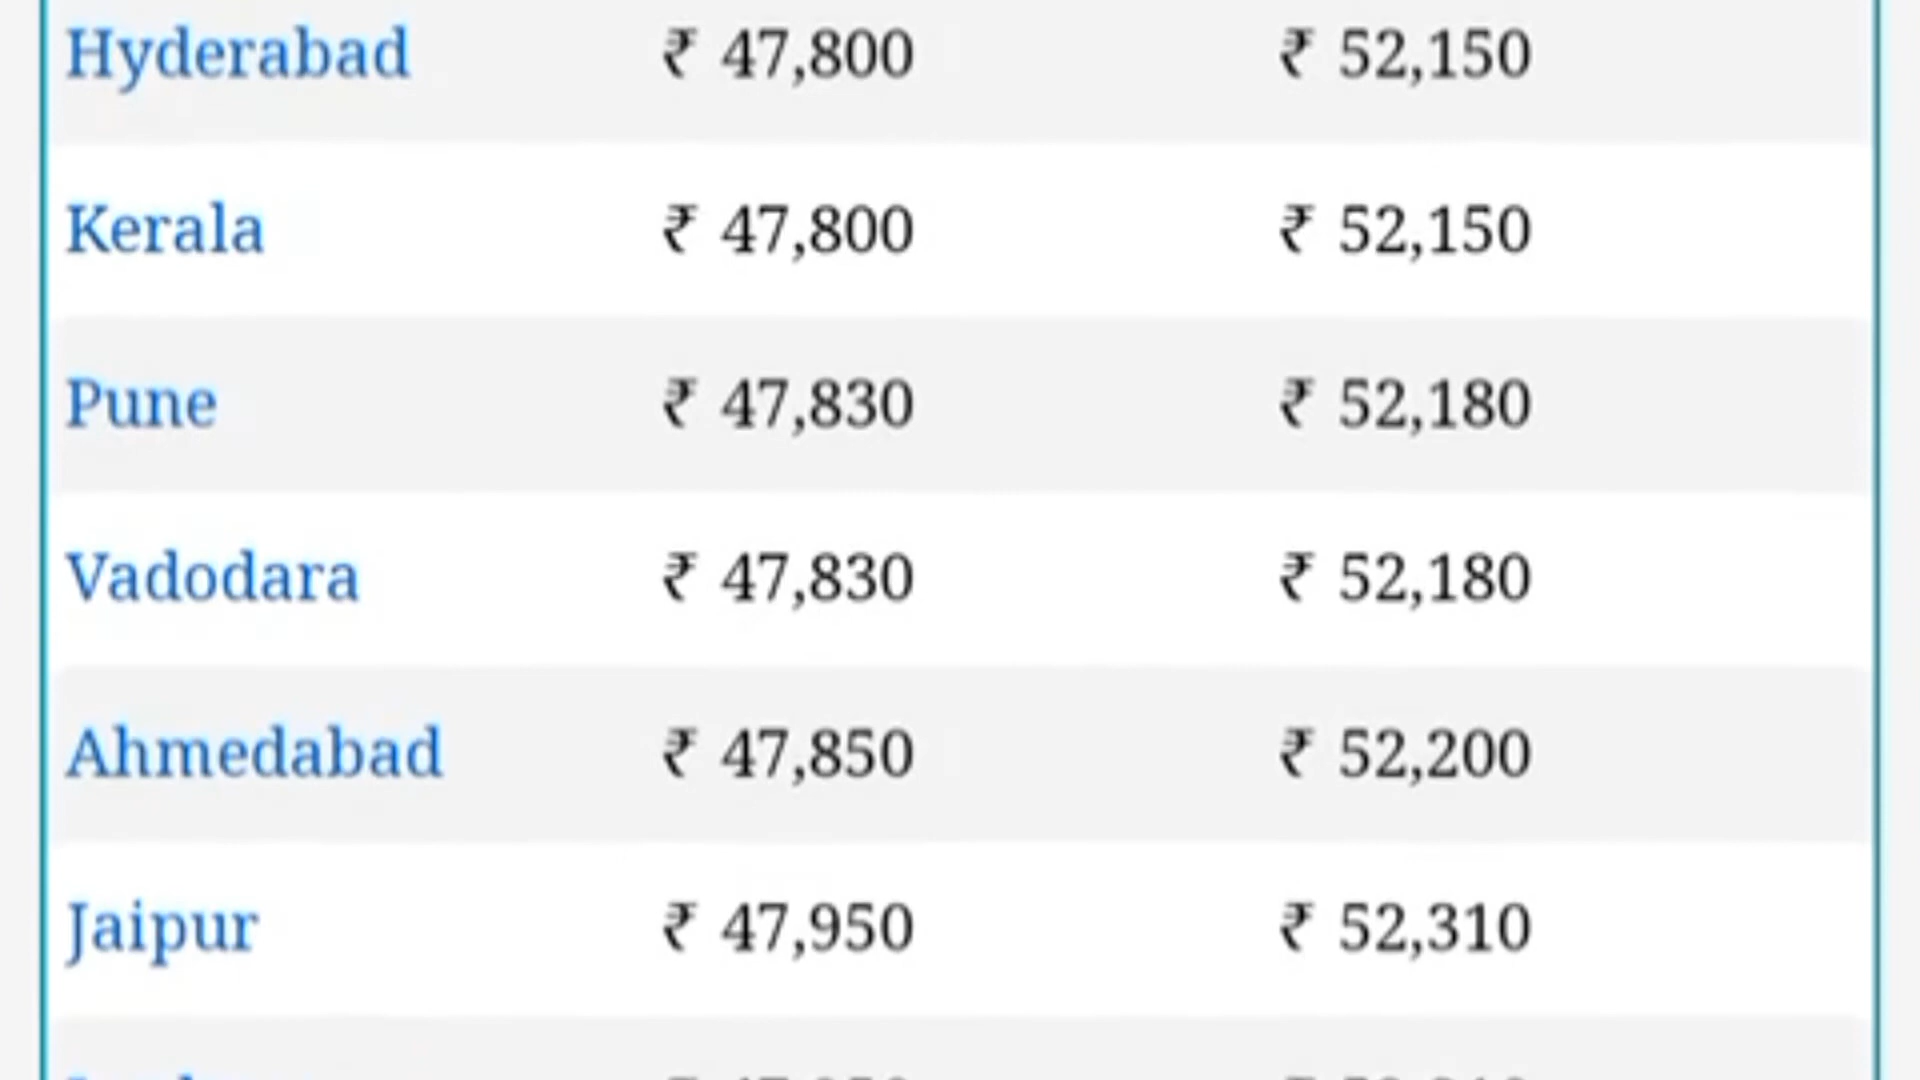 Hyderabad ₹ 47,800 ₹ 52,150
Kerala ₹ 47,800 ₹ 52,150
Pune ₹ 47,830 ₹ 52,180
Vadodara ₹ 47,830 ₹ 52,180
Ahmedabad ₹ 47,850 ₹ 52,200
Jaipur ₹ 47,950 ₹ 52,310